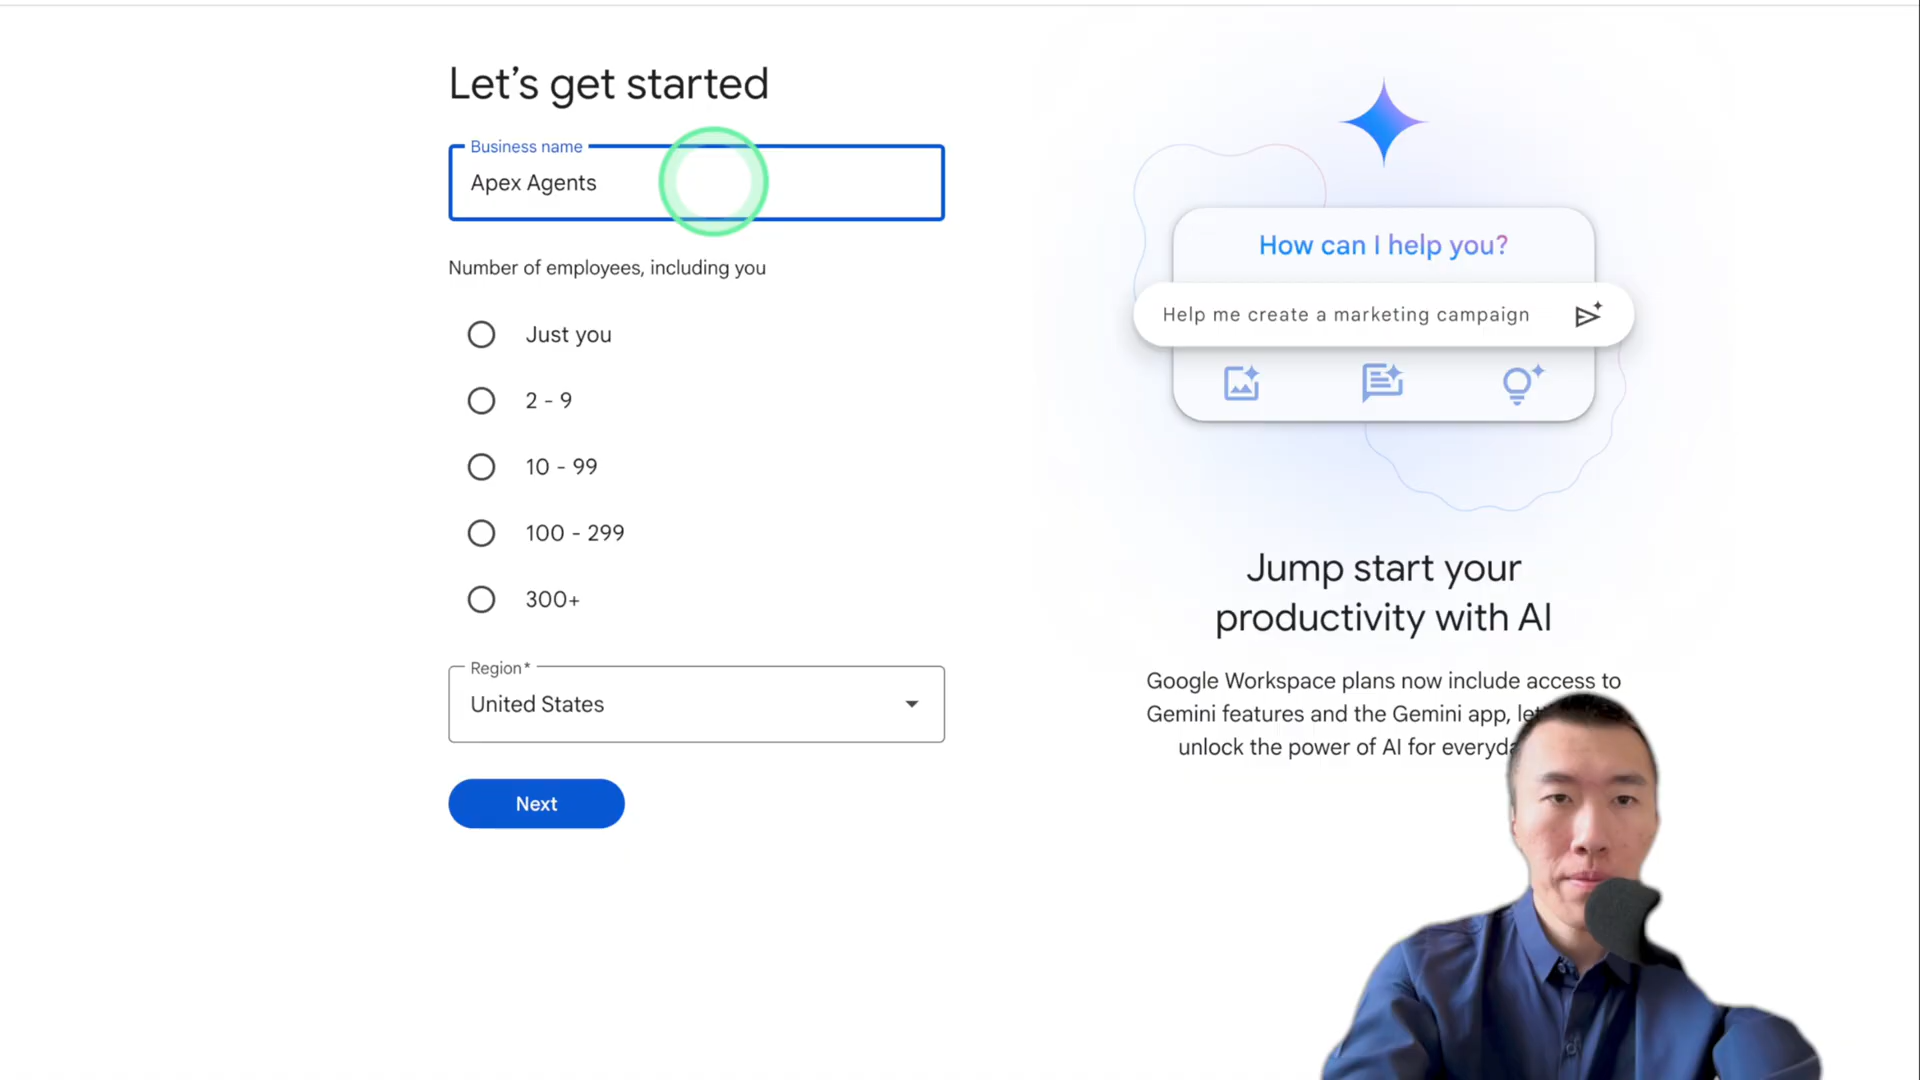 Let's get started
Business name
Apex Agents
Number of employees, including you
Just you
2 - 9
10 - 99
100 - 299
300+
Region*
United States
Next
How can I help you?
Help me create a marketing campaign
Jump start your
productivity with AI
Google Workspace plans now include access to
Gemini features and the Gemini app,
unlock the power of AI for